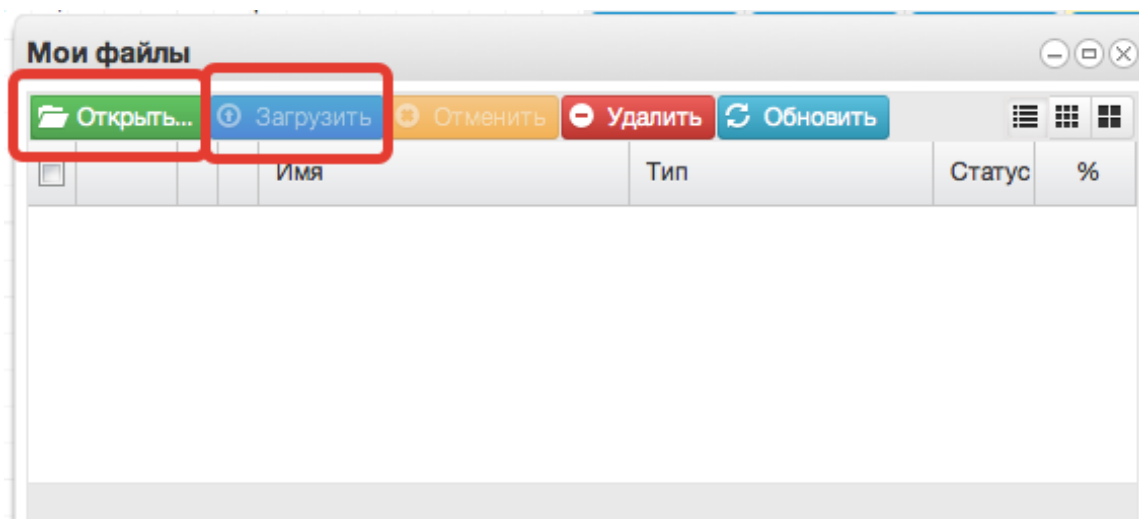 Мои файлы
Открыть... Загрузить Отменить Удалить Обновить
Имя Тип Статус %